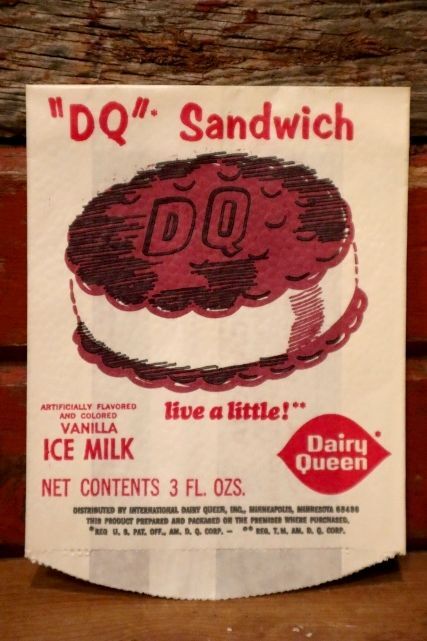 "DQ"* Sandwich
DQ
live a little!**
ARTIFICIALLY FLAVORED
AND COLORED
VANILLA
ICE MILK
Dairy
Queen*
NET CONTENTS 3 FL. OZS.
DISTRIBUTED BY INTERNATIONAL DAIRY QUEEN, INC., MINNEAPOLIS, MINNESOTA 55435
THIS PRODUCT PREPARED AND PACKAGED ON THE PREMISES WHERE PURCHASED.
*REG U. S. PAT. OFF., AM. D. Q. CORP. — **REG. T.M. AM. D. Q. CORP.